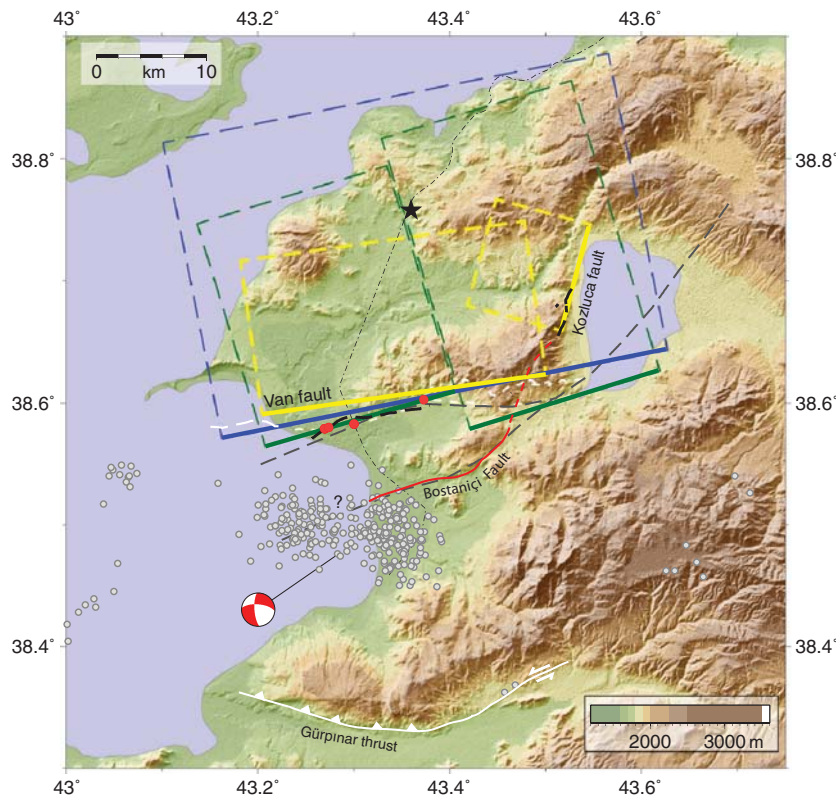 43˚ 43.2˚ 43.4˚ 43.6˚
0 km 10
38.8˚ 38.8˚
Kozluca fault
Van fault
38.6˚ 38.6˚
Bostaniçi Fault
?
38.4˚ 38.4˚
Gürpınar thrust
2000 3000 m
43˚ 43.2˚ 43.4˚ 43.6˚